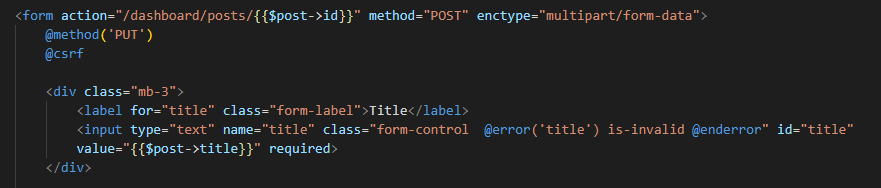 <form action="/dashboard/posts/{{$post->id}}" method="POST" enctype="multipart/form-data">
@method('PUT')
@csrf
<div class="mb-3">
<label for="title" class="form-label">Title</label>
<input type="text" name="title" class="form-control  @error('title') is-invalid @enderror" id="title"
value="{{$post->title}}" required>
</div>